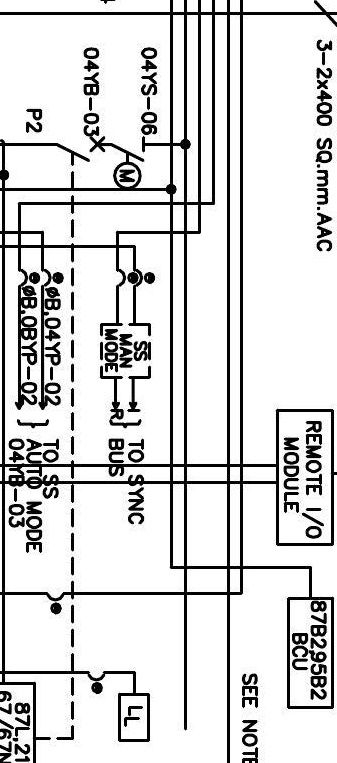 3-2x400 SQ.mm.AAC
04YS-06
04YB-03
P2
M
SS
MAN
MODE
H
R
TO SYNC
BUS
ØB,04YP-02
ØB,0BYP-02
TO SS
AUTO MODE
04YB-03
REMOTE I/O
MODULE
87B295B2
BCU
SEE NOTE
LL
87L,21
67/67N